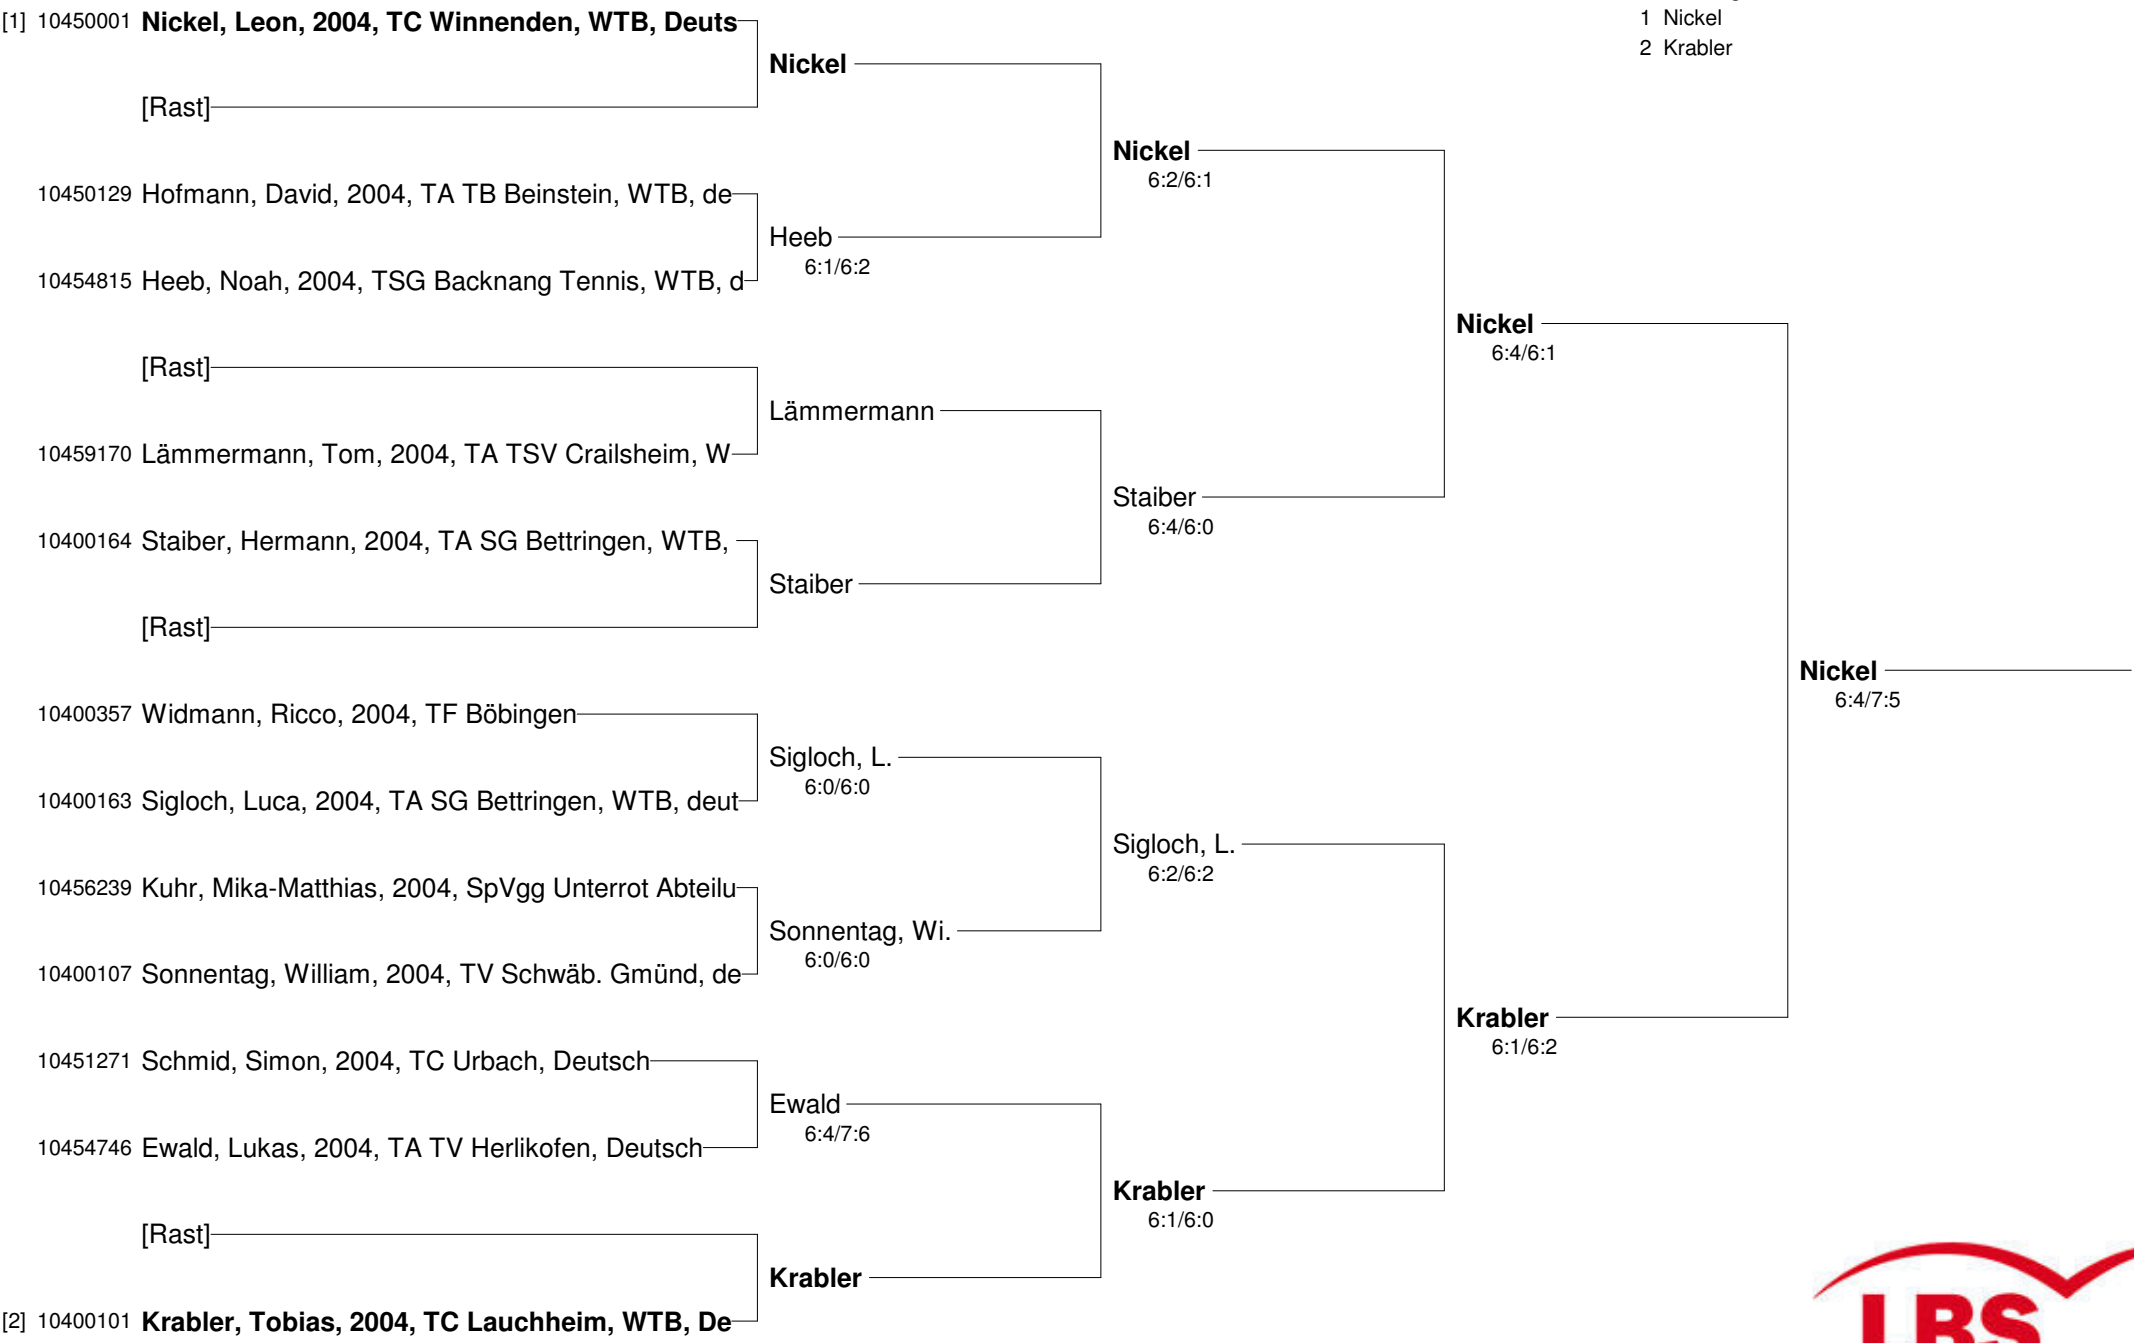 [1] 10450001 Nickel, Leon, 2004, TC Winnenden, WTB, Deuts
1 Nickel
2 Krabler
Nickel
[Rast]
Nickel
6:2/6:1
10450129 Hofmann, David, 2004, TA TB Beinstein, WTB, de
Heeb
6:1/6:2
10454815 Heeb, Noah, 2004, TSG Backnang Tennis, WTB, d
Nickel
6:4/6:1
[Rast]
Lämmermann
10459170 Lämmermann, Tom, 2004, TA TSV Crailsheim, W
Staiber
6:4/6:0
10400164 Staiber, Hermann, 2004, TA SG Bettringen, WTB,
Staiber
[Rast]
Nickel
6:4/7:5
10400357 Widmann, Ricco, 2004, TF Böbingen
Sigloch, L.
6:0/6:0
10400163 Sigloch, Luca, 2004, TA SG Bettringen, WTB, deut
Sigloch, L.
6:2/6:2
10456239 Kuhr, Mika-Matthias, 2004, SpVgg Unterrot Abteilu
Sonnentag, Wi.
6:0/6:0
10400107 Sonnentag, William, 2004, TV Schwäb. Gmünd, de
Krabler
6:1/6:2
10451271 Schmid, Simon, 2004, TC Urbach, Deutsch
Ewald
6:4/7:6
10454746 Ewald, Lukas, 2004, TA TV Herlikofen, Deutsch
Krabler
6:1/6:0
[Rast]
Krabler
[2] 10400101 Krabler, Tobias, 2004, TC Lauchheim, WTB, De
LBS